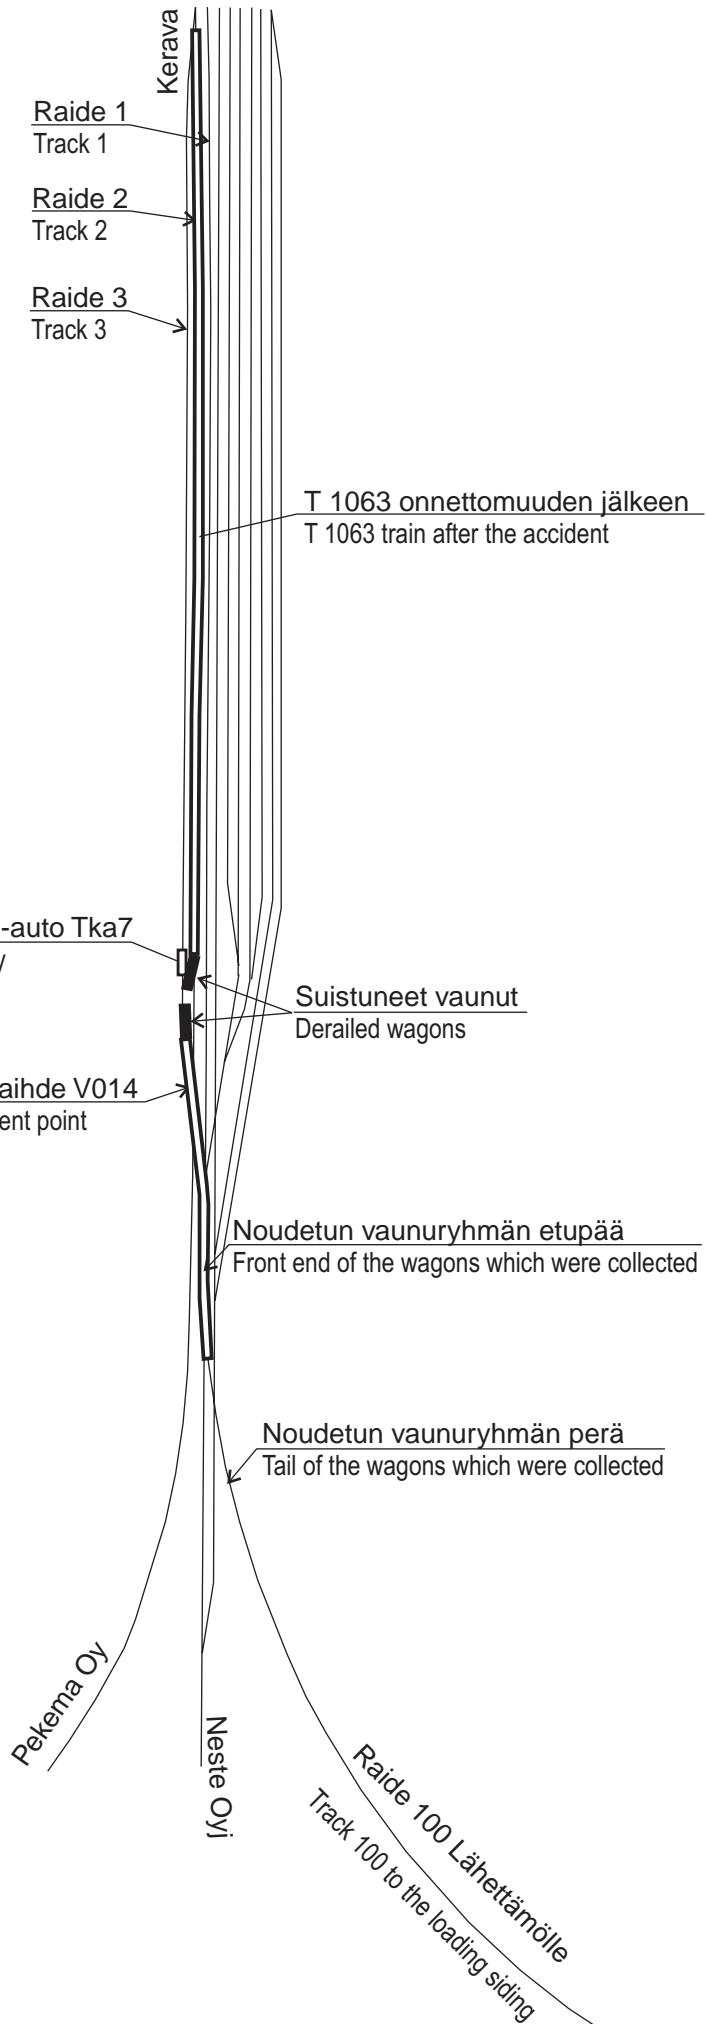 Kerava
Raide 1
Track 1
Raide 2
Track 2
Raide 3
Track 3
T 1063 onnettomuuden jälkeen
T 1063 train after the accident
-auto Tka7
Suistuneet vaunut
Derailed wagons
aihde V014
ent point
Noudetun vaunuryhmän etupää
Front end of the wagons which were collected
Noudetun vaunuryhmän perä
Tail of the wagons which were collected
Pekema Oy
Neste Oyj
Raide 100 Lähettämölle
Track 100 to the loading siding